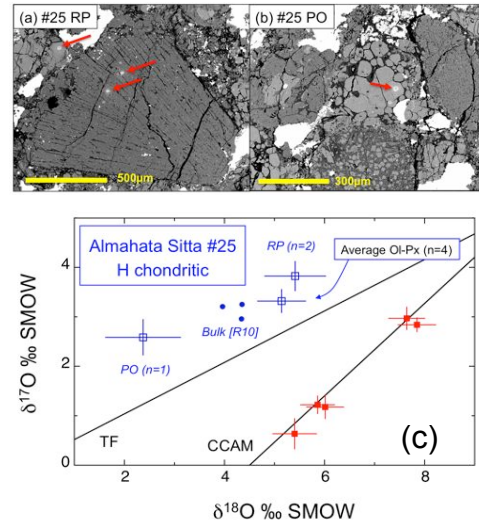 (a) #25 RP
(b) #25 PO
500μm
300μm
Almahata Sitta #25
H chondritic
RP (n=2)
Average Ol-Px (n=4)
Bulk [R10]
PO (n=1)
TF
CCAM
(c)
4
2
0
2
4
6
8
δ¹⁷O ‰ SMOW
δ¹⁸O ‰ SMOW